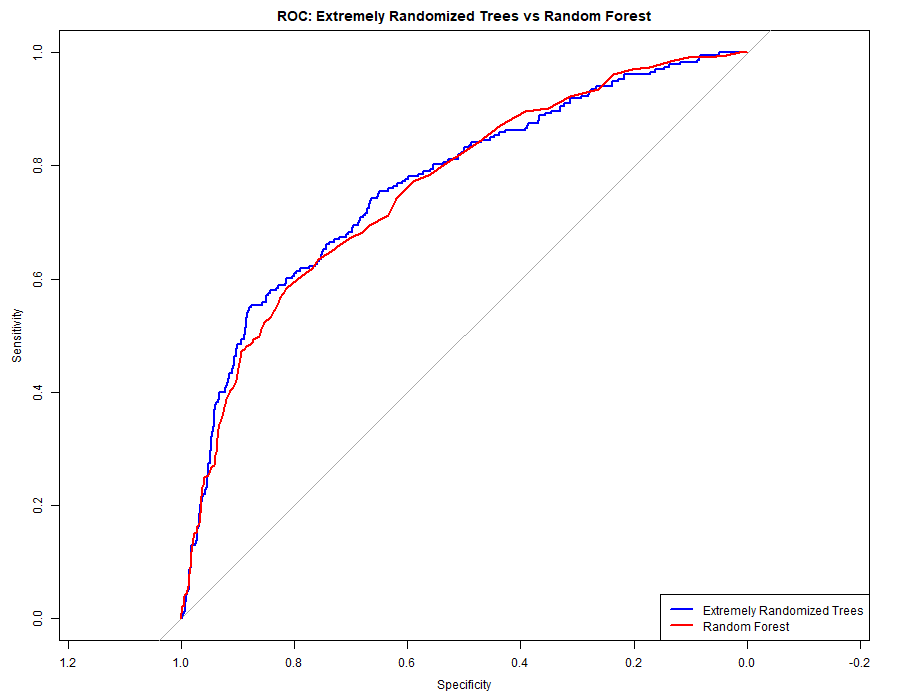 ROC: Extremely Randomized Trees vs Random Forest
Sensitivity
1.0
0.8
0.6
0.4
0.2
0.0
1.2 1.0 0.8 0.6 0.4 0.2 0.0 -0.2
Specificity
Extremely Randomized Trees
Random Forest